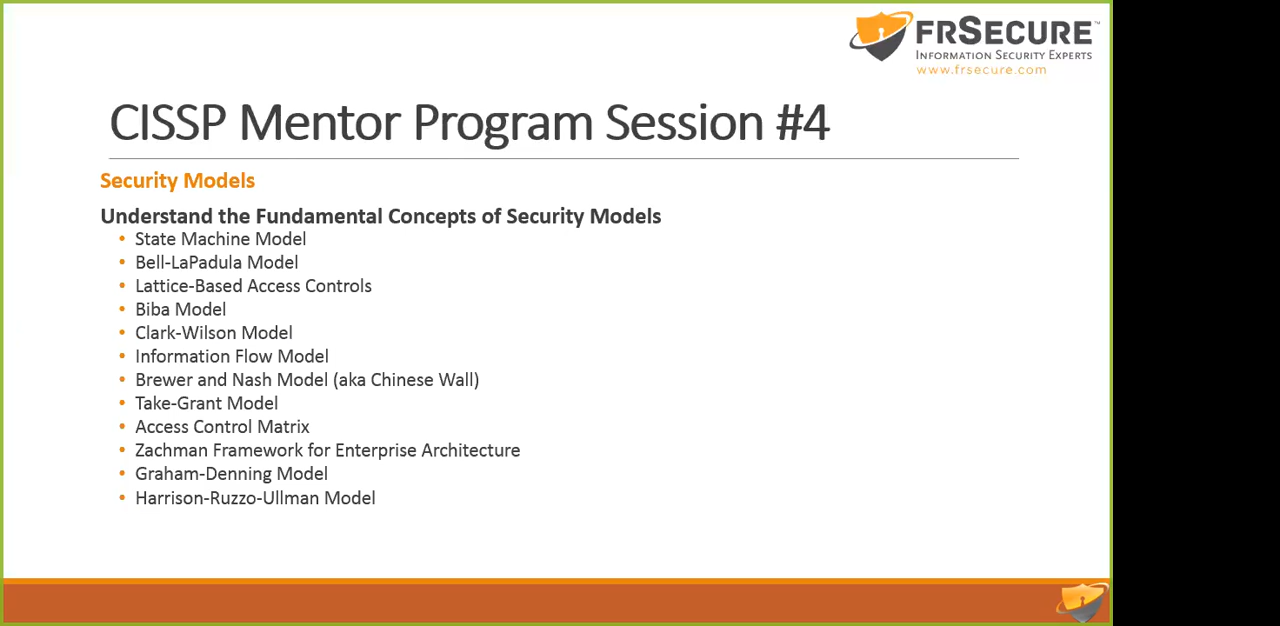 FRSECURE™
INFORMATION SECURITY EXPERTS
www.frsecure.com
CISSP Mentor Program Session #4
Security Models
Understand the Fundamental Concepts of Security Models
• State Machine Model
• Bell-LaPadula Model
• Lattice-Based Access Controls
• Biba Model
• Clark-Wilson Model
• Information Flow Model
• Brewer and Nash Model (aka Chinese Wall)
• Take-Grant Model
• Access Control Matrix
• Zachman Framework for Enterprise Architecture
• Graham-Denning Model
• Harrison-Ruzzo-Ullman Model